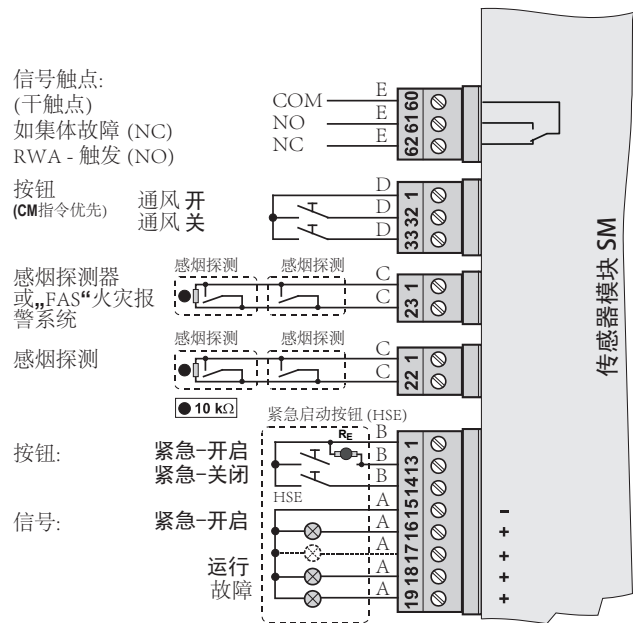 信号触点:
(干触点)
如集体故障 (NC)
RWA - 触发 (NO)
COM E 60
NO E 61
NC E 62
按钮
(CM指令优先)
通风 开
通风 关
D 1
D 32
D 33
感烟探测器
或„FAS“火灾报
警系统
感烟探测 感烟探测
C 1
C 23
感烟探测
感烟探测 感烟探测
C 1
C 22
10 kΩ
紧急启动按钮 (HSE)
按钮:
紧急-开启
紧急-关闭
RE
HSE
B 1
B 13
B 14
信号:
紧急-开启
运行
故障
A 15 -
A 16 +
A 17 +
A 18 +
A 19 +
传感器模块 SM